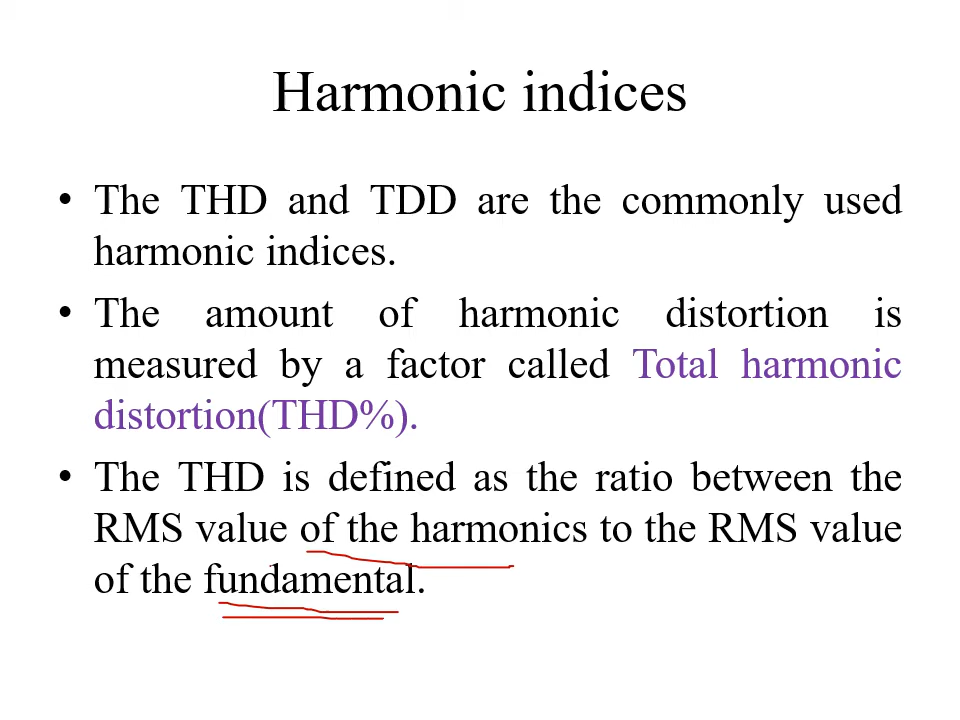 Harmonic indices
• The THD and TDD are the commonly used
harmonic indices.
• The amount of harmonic distortion is
measured by a factor called Total harmonic
distortion(THD%).
• The THD is defined as the ratio between the
RMS value of the harmonics to the RMS value
of the fundamental.